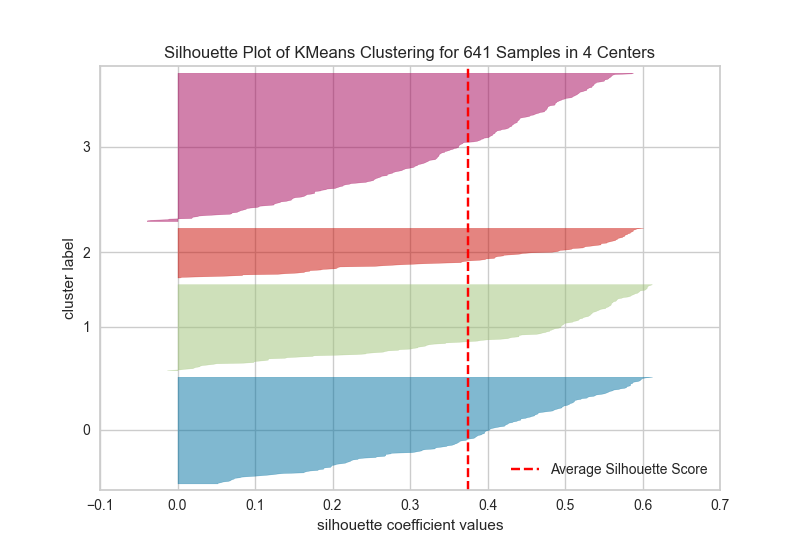 Silhouette Plot of KMeans Clustering for 641 Samples in 4 Centers
3
2
1
0
cluster label
Average Silhouette Score
−0.1 0.0 0.1 0.2 0.3 0.4 0.5 0.6 0.7
silhouette coefficient values